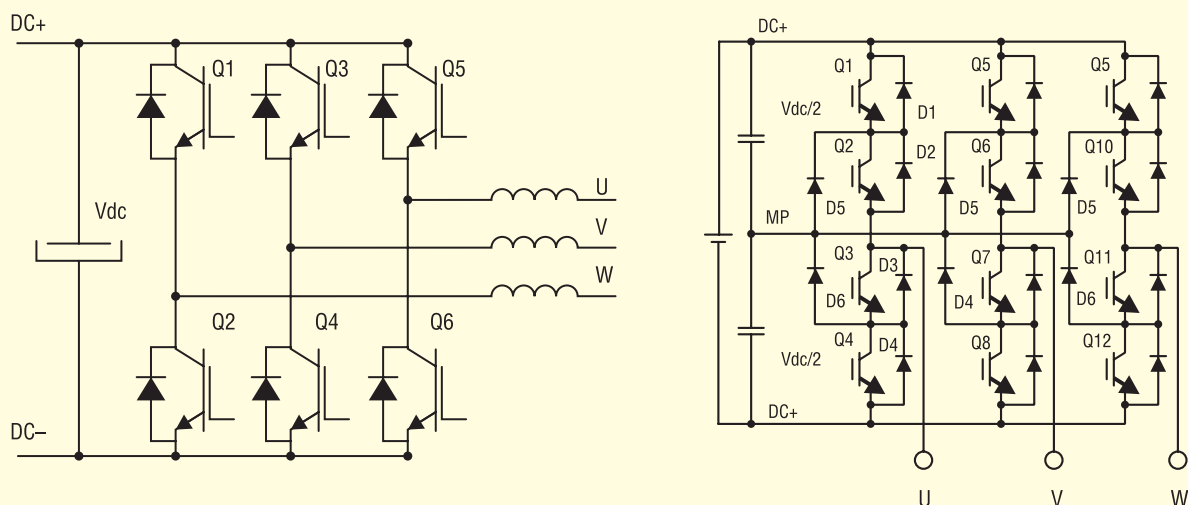 DC+
Q1
Q3
Q5
Vdc
U
V
W
Q2
Q4
Q6
DC–
DC+
Q1
Q5
Q5
Vdc/2
D1
Q2
D2
Q6
Q10
D5
D5
D5
MP
Q3
D3
Q7
Q11
D6
D4
D6
Q4
D4
Q8
Q12
Vdc/2
DC+
U
V
W